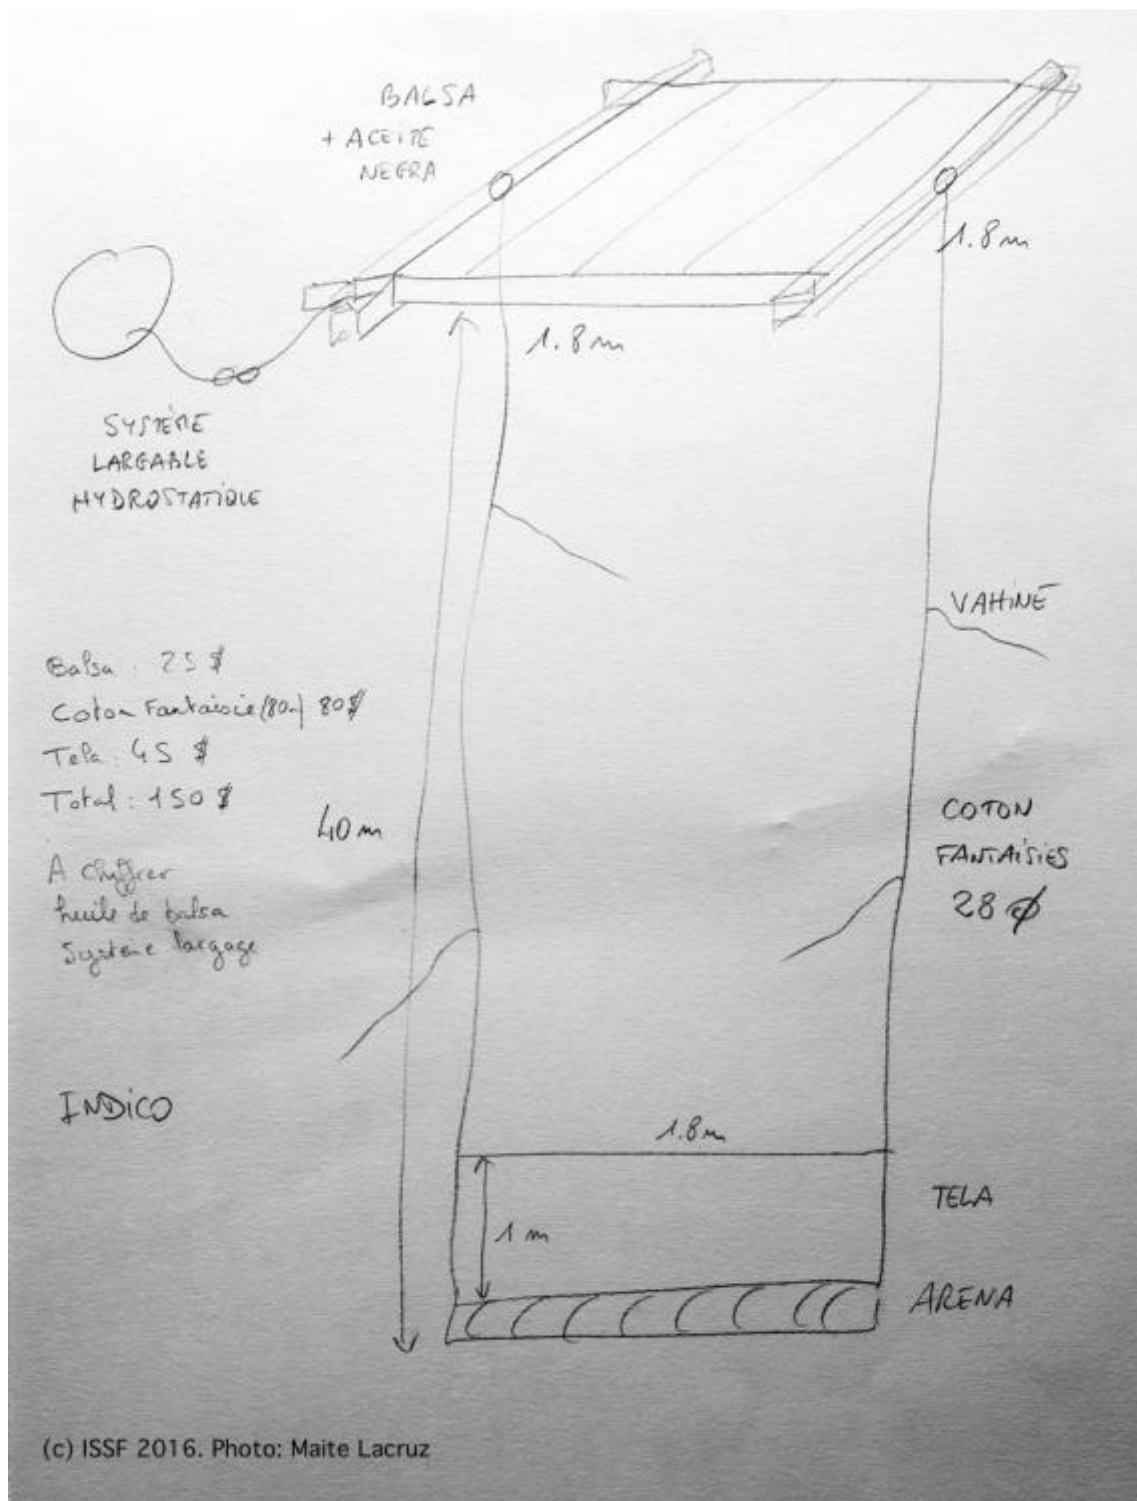 BALSA
+ ACEITE
NEGRA
1.8m
1.8m
SYSTÈME
LARGABLE
HYDROSTATIQUE
VAHINÉ
Balsa : 25 $
Coton Fantaisie (80m) 80$
Tela : 45 $
Total : 150 $
40m
COTON
FANTAISIES
28 ø
A chiffrer
huile de balsa
Système largage
INDICO
1.8m
TELA
1 m
ARENA
(c) ISSF 2016. Photo: Maite Lacruz